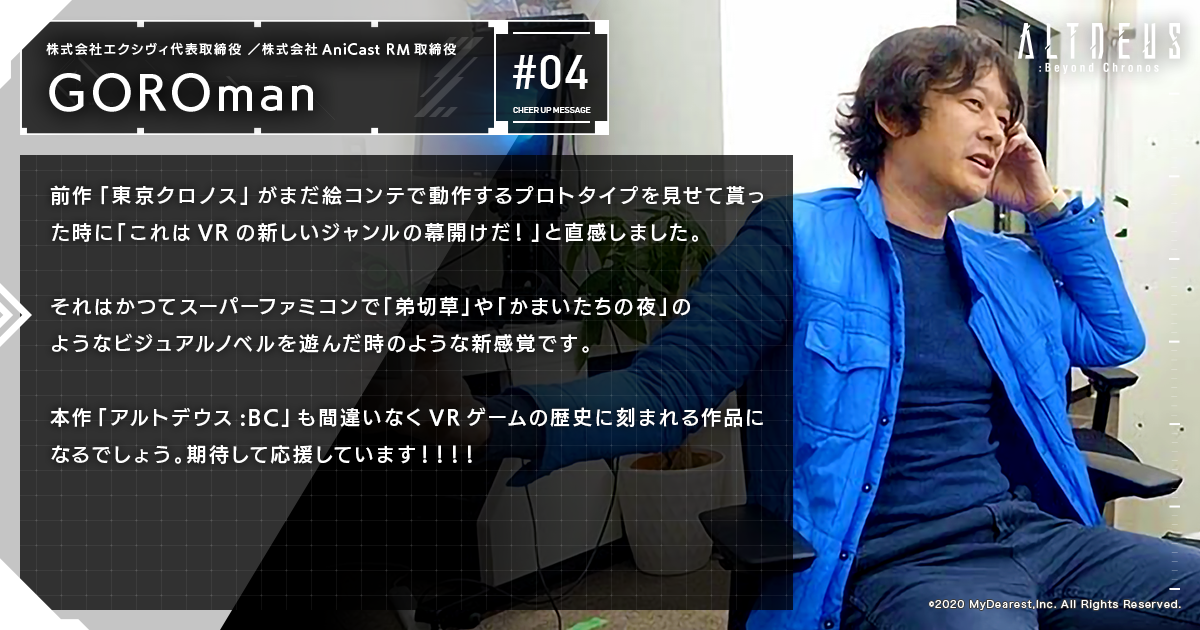 株式会社エクシヴィ代表取締役／株式会社 AniCast RM 取締役
GOROman
#04
CHEER UP MESSAGE
ALTDEUS
:Beyond Chronos
前作「東京クロノス」がまだ絵コンテで動作するプロトタイプを見せて貰っ
た時に「これは VR の新しいジャンルの幕開けだ！」と直感しました。
それはかつてスーパーファミコンで「弟切草」や「かまいたちの夜」の
ようなビジュアルノベルを遊んだ時のような新感覚です。
本作「アルトデウス :BC」も間違いなく VR ゲームの歴史に刻まれる作品に
なるでしょう。期待して応援しています！！！！
©2020 MyDearest,Inc. All Rights Reserved.